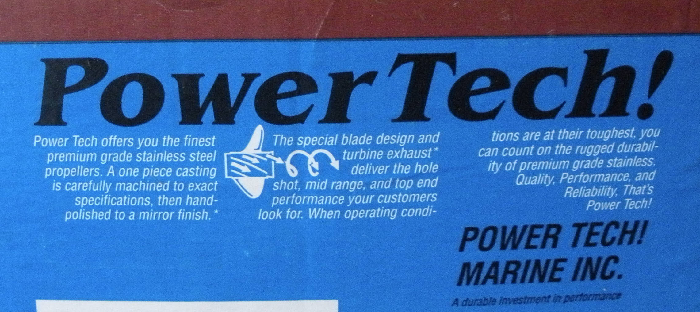 Power Tech!
Power Tech offers you the finest
premium grade stainless steel
propellers. A one piece casting
is carefully machined to exact
specifications, then hand-
polished to a mirror finish.*
The special blade design and
turbine exhaust*
deliver the hole
shot, mid range, and top end
performance your customers
look for. When operating condi-
tions are at their toughest, you
can count on the rugged durabil-
ity of premium grade stainless.
Quality, Performance, and
Reliability, That's
Power Tech!
POWER TECH!
MARINE INC.
A durable investment in performance